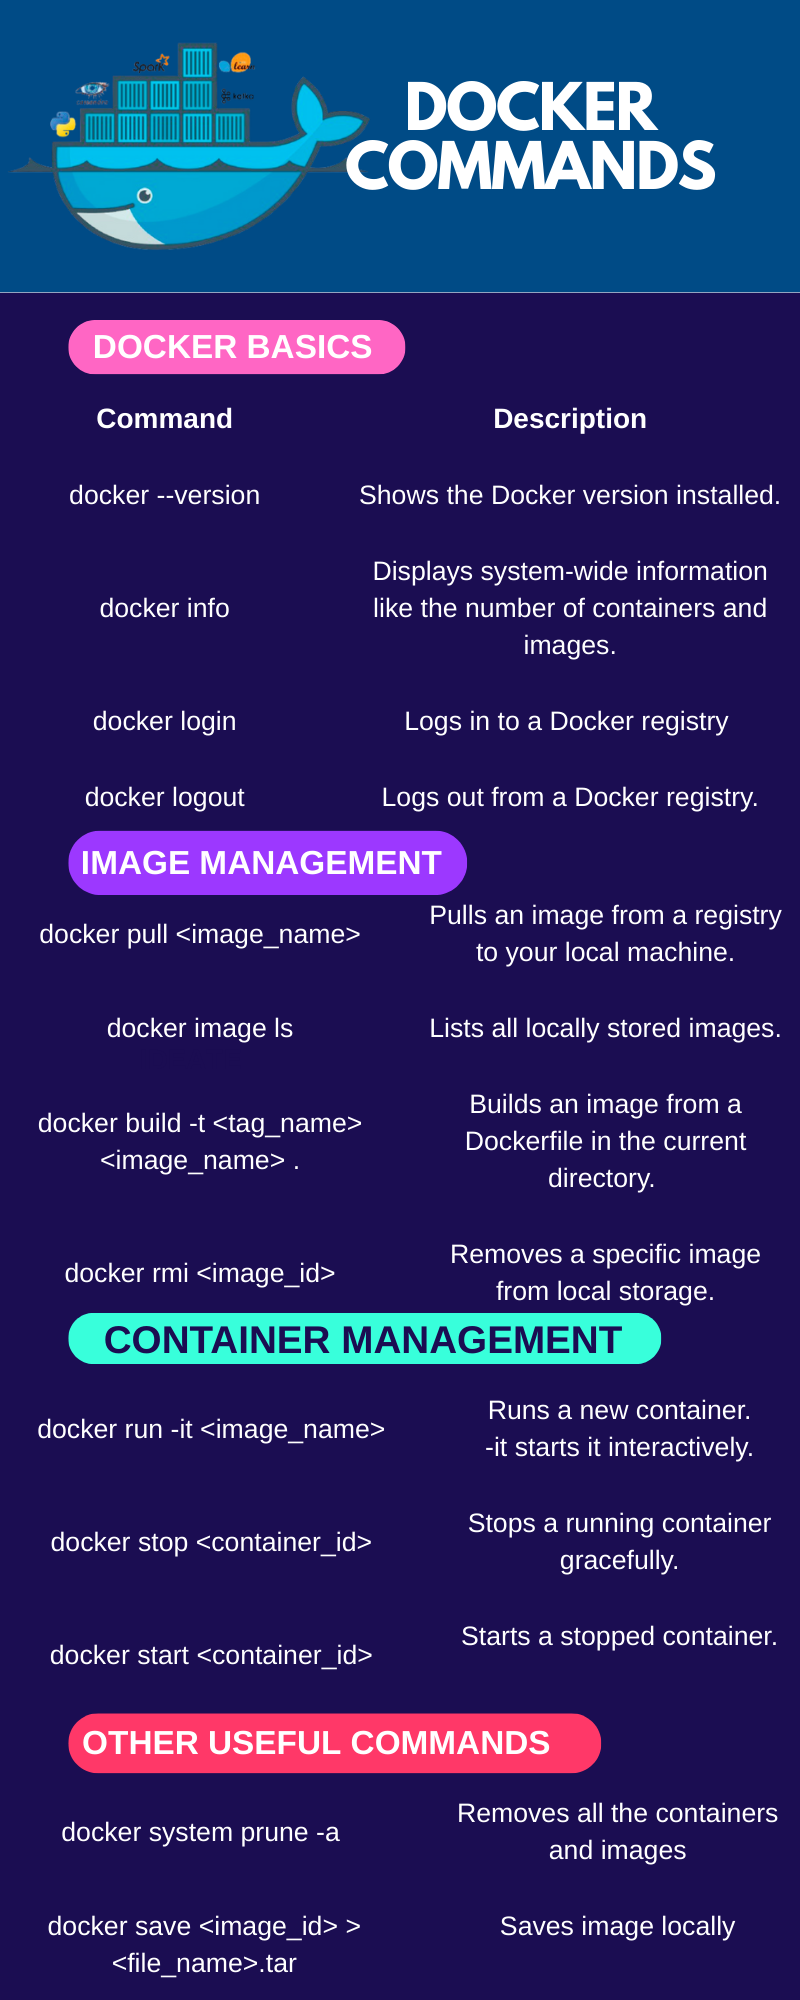 DOCKER
COMMANDS
DOCKER BASICS
Command
Description
docker --version
Shows the Docker version installed.
docker info
Displays system-wide information
like the number of containers and
images.
docker login
Logs in to a Docker registry
docker logout
Logs out from a Docker registry.
IMAGE MANAGEMENT
docker pull <image_name>
Pulls an image from a registry
to your local machine.
docker image ls
Lists all locally stored images.
docker build -t <tag_name>
<image_name> .
Builds an image from a
Dockerfile in the current
directory.
docker rmi <image_id>
Removes a specific image
from local storage.
CONTAINER MANAGEMENT
docker run -it <image_name>
Runs a new container.
-it starts it interactively.
docker stop <container_id>
Stops a running container
gracefully.
docker start <container_id>
Starts a stopped container.
OTHER USEFUL COMMANDS
docker system prune -a
Removes all the containers
and images
docker save <image_id> >
<file_name>.tar
Saves image locally